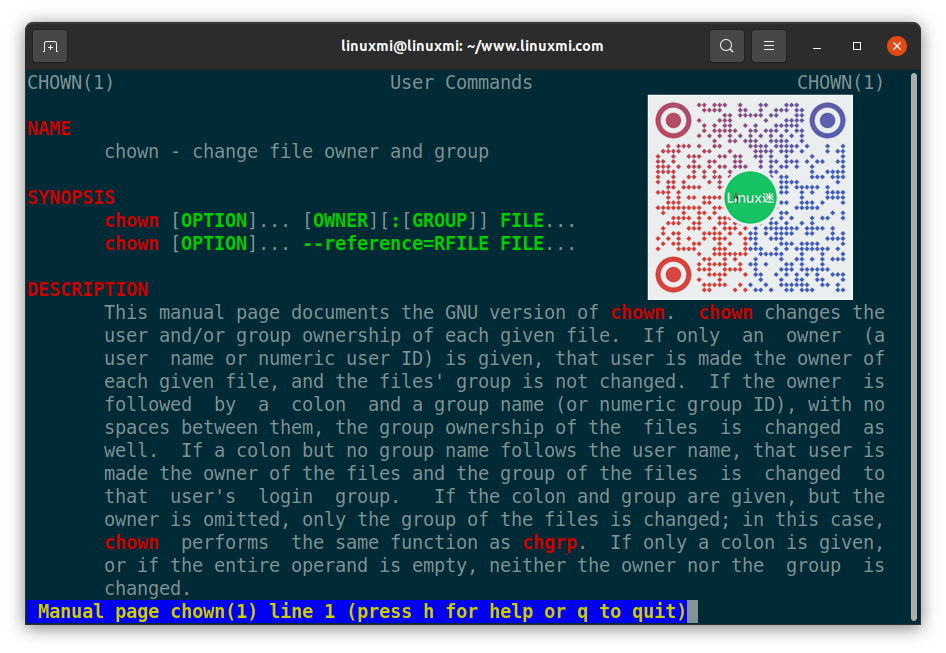 linuxmi@linuxmi: ~/www.linuxmi.com
CHOWN(1) User Commands CHOWN(1)
NAME
chown - change file owner and group
Linux迷
SYNOPSIS
chown [OPTION]... [OWNER][:[GROUP]] FILE...
chown [OPTION]... --reference=RFILE FILE...
DESCRIPTION
This manual page documents the GNU version of chown.  chown changes the
user and/or group ownership of each given file.  If only  an  owner  (a
user  name or numeric user ID) is given, that user is made the owner of
each given file, and the files' group is not changed.  If the owner  is
followed  by  a  colon  and a group name (or numeric group ID), with no
spaces between them, the group ownership of the  files  is  changed  as
well.  If a colon but no group name follows the user name, that user is
made the owner of the files and the group of the files  is  changed  to
that  user's  login  group.   If the colon and group are given, but the
owner is omitted, only the group of the files is changed; in this case,
chown  performs  the same function as chgrp.  If only a colon is given,
or if the entire operand is empty, neither the owner nor the  group  is
changed.
Manual page chown(1) line 1 (press h for help or q to quit)